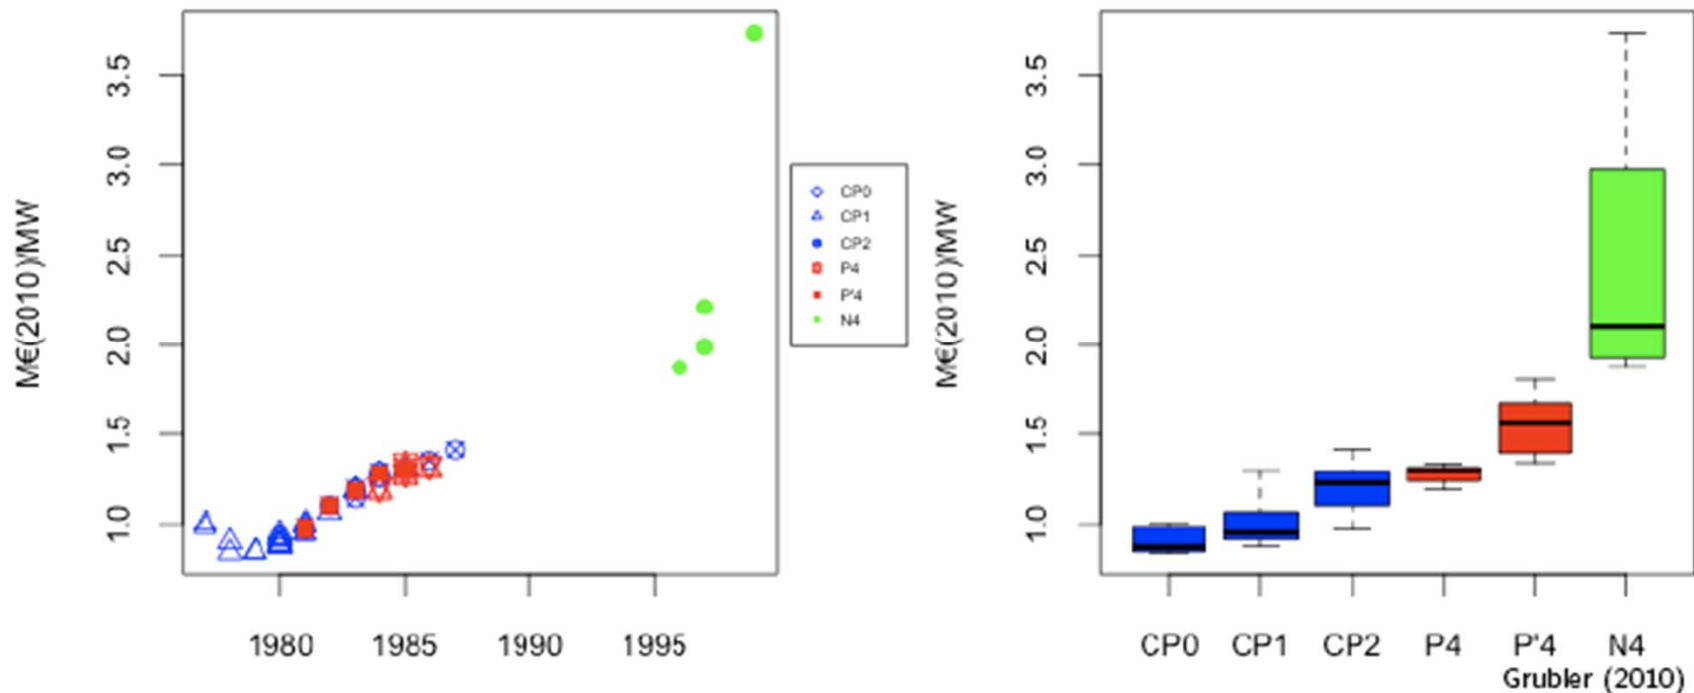 M€(2010)/MW
3.5
3.0
2.5
2.0
1.5
1.0
1980 1985 1990 1995
CP0
CP1
CP2
P4
P'4
N4
M€(2010)/MW
3.5
3.0
2.5
2.0
1.5
1.0
CP0 CP1 CP2 P4 P'4 N4
Grubler (2010)